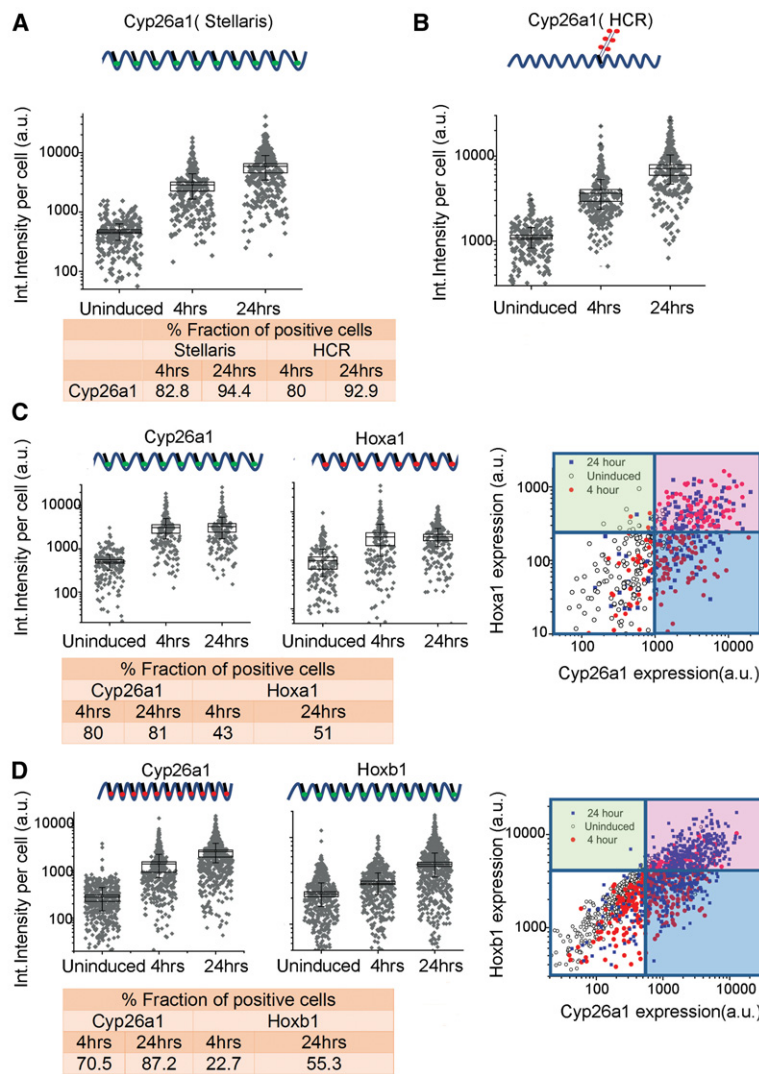 A
Cyp26a1( Stellaris)
Int.Intensity per cell (a.u.)
10000
1000
100
Uninduced 4hrs 24hrs
B
Cyp26a1( HCR)
Int.Intensity per cell (a.u.)
10000
1000
Uninduced 4hrs 24hrs
% Fraction of positive cells
Stellaris HCR
4hrs 24hrs 4hrs 24hrs
Cyp26a1 82.8 94.4 80 92.9
C
Cyp26a1
Int.Intensity per cell (a.u.)
10000
1000
100
Uninduced 4hrs 24hrs
Hoxa1
Uninduced 4hrs 24hrs
Hoxa1 expression (a.u.)
1000
100
10
24 hour
Uninduced
4 hour
100 1000 10000
Cyp26a1 expression(a.u.)
% Fraction of positive cells
Cyp26a1 Hoxa1
4hrs 24hrs 4hrs 24hrs
80 81 43 51
D
Cyp26a1
Int.Intensity per cell (a.u.)
10000
1000
100
Uninduced 4hrs 24hrs
Hoxb1
Uninduced 4hrs 24hrs
Hoxb1 expression (a.u.)
10000
1000
24 hour
Uninduced
4 hour
100 1000 10000
Cyp26a1 expression(a.u.)
% Fraction of positive cells
Cyp26a1 Hoxb1
4hrs 24hrs 4hrs 24hrs
70.5 87.2 22.7 55.3